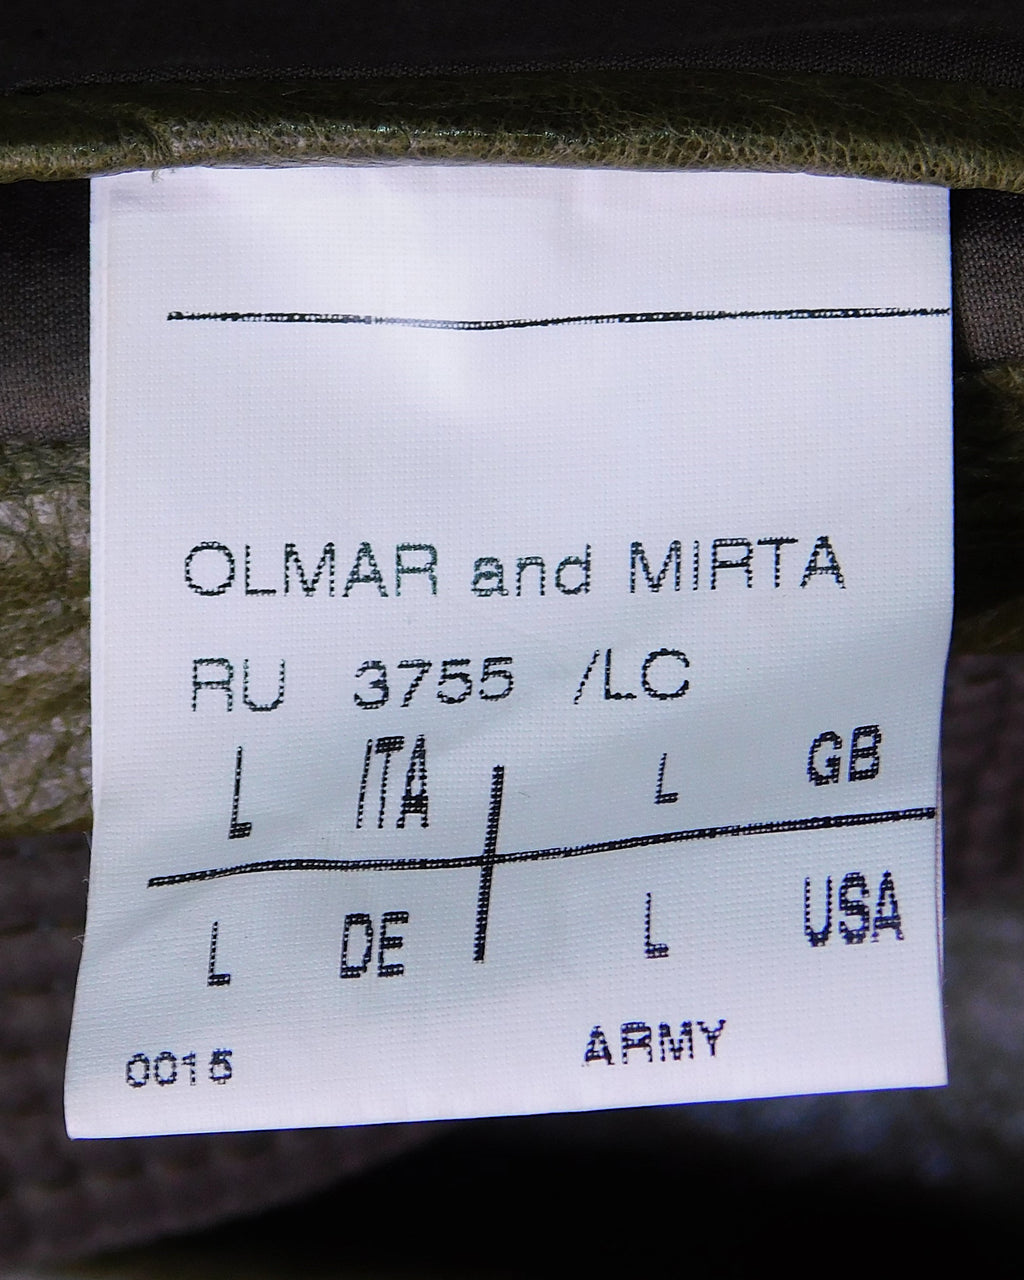 OLMAR and MIRTA
RU 3755 /LC
L ITA L GB
L DE L USA
0015 ARMY